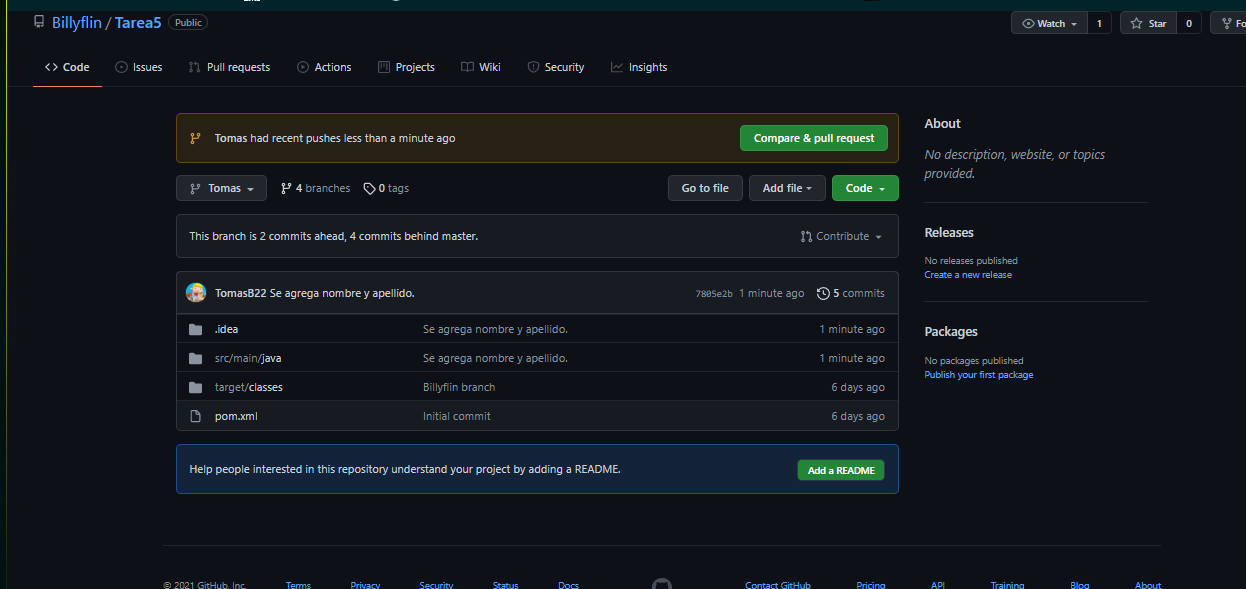 Billyflin / Tarea5 Public
Watch 1 Star 0
Code Issues Pull requests Actions Projects Wiki Security Insights
Tomas had recent pushes less than a minute ago Compare & pull request
Tomas 4 branches 0 tags Go to file Add file Code
This branch is 2 commits ahead, 4 commits behind master. Contribute
TomasB22 Se agrega nombre y apellido. 7805e2b 1 minute ago 5 commits
.idea Se agrega nombre y apellido. 1 minute ago
src/main/java Se agrega nombre y apellido. 1 minute ago
target/classes Billyflin branch 6 days ago
pom.xml Initial commit 6 days ago
Help people interested in this repository understand your project by adding a README. Add a README
About
No description, website, or topics
provided.
Releases
No releases published
Create a new release
Packages
No packages published
Publish your first package
© 2021 GitHub, Inc. Terms Privacy Security Status Docs Contact GitHub Pricing API Training Blog About